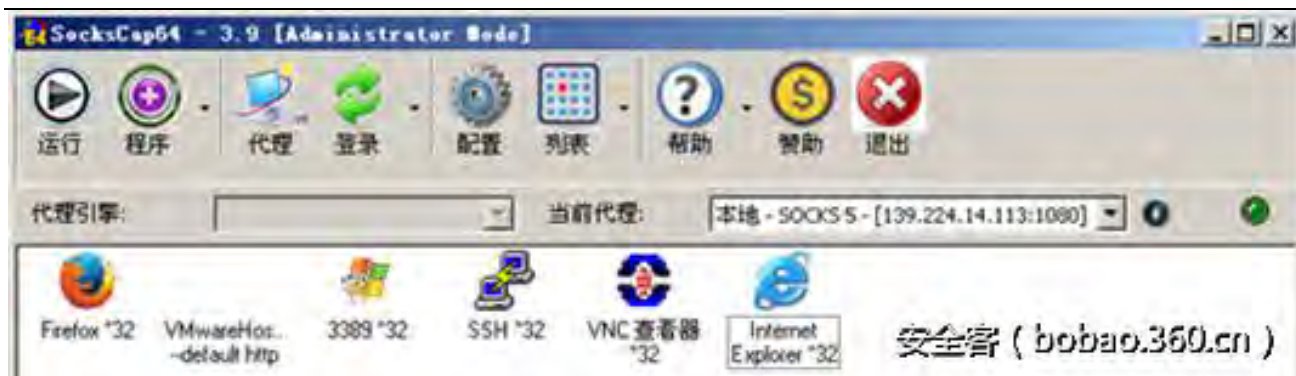 SocksCap64 - 3.9 [Administrator Mode]
运行 程序 代理 登录 配置 列表 帮助 赞助 退出
代理引擎: 当前代理: 本地 - SOCKS 5 - [139.224.14.113:1080]
Firefox *32 VMwareHos... --default http 3389 *32 SSH *32 VNC 查看器 *32 Internet Explorer *32
安全客 ( bobao.360.cn )